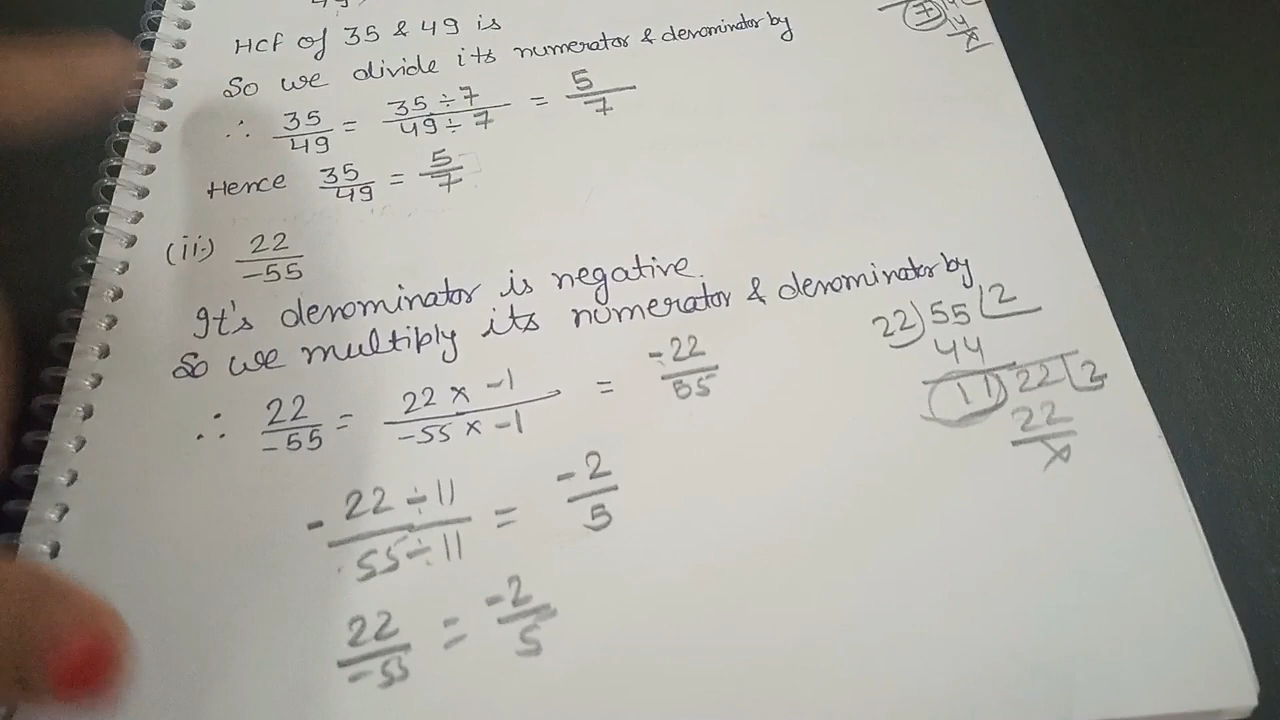 49
HCF of 35 & 49 is
So we divide its numerator & denominator by
∴ 35/49 = 35÷7/49÷7 = 5/7
Hence 35/49 = 5/7
(ii) 22/-55
It's denominator is negative.
So we multiply its numerator & denominator by
∴ 22/-55 = 22 x -1/-55 x -1 = -22/55
-22÷11/55÷11 = -2/5
22/-55 = -2/5
7
22) 55 (2
44
11) 22 (2
22
x